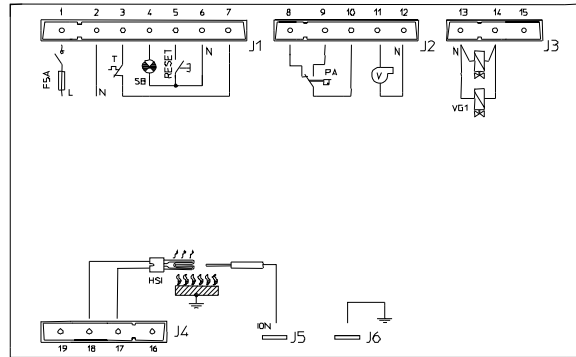 1 2 3 4 5 6 7 J1
8 9 10 11 12 J2
13 14 15 J3
FSA L N T SB RESET N
PA V N
N VG1
HSI
ION
19 18 17 16 J4
J5 J6